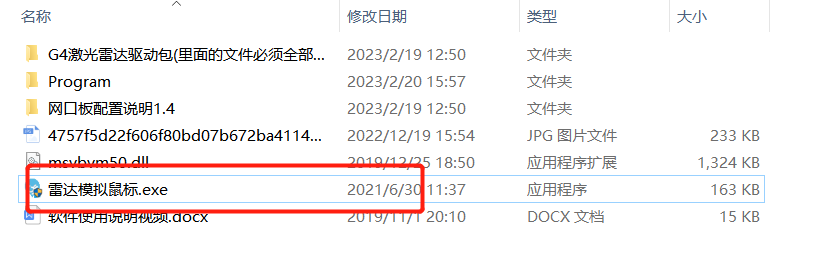 名称 修改日期 类型 大小
G4激光雷达驱动包(里面的文件必须全部... 2023/2/19 12:50 文件夹
Program 2023/2/20 15:57 文件夹
网口板配置说明1.4 2023/2/19 12:50 文件夹
4757f5d22f606f80bd07b672ba4114... 2022/12/19 15:54 JPG 图片文件 233 KB
msvbvm50.dll 2019/12/25 18:50 应用程序扩展 1,324 KB
雷达模拟鼠标.exe 2021/6/30 11:37 应用程序 163 KB
软件使用说明视频.docx 2019/11/1 20:10 DOCX 文档 15 KB